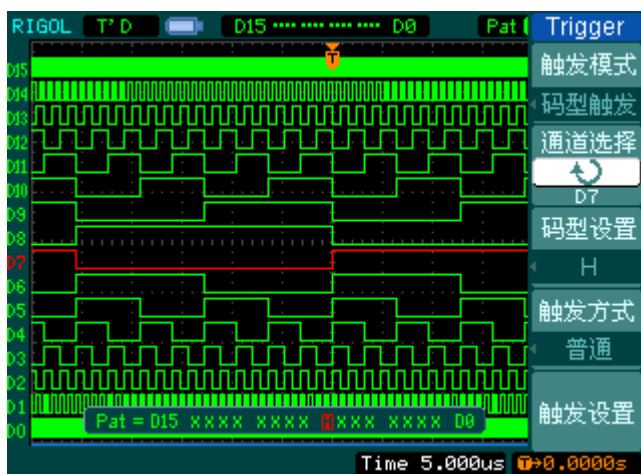 RIGOL T'D D15 ···· ···· ···· ···· D0 Pat Trigger
触发模式
码型触发
通道选择
D7
码型设置
H
触发方式
普通
触发设置
T
D15
D14
D13
D12
D11
D10
D9
D8
D7
D6
D5
D4
D3
D2
D1
D0
Pat = D15 XXXX XXXX HXXX XXXX D0
Time 5.000us T→0.0000s